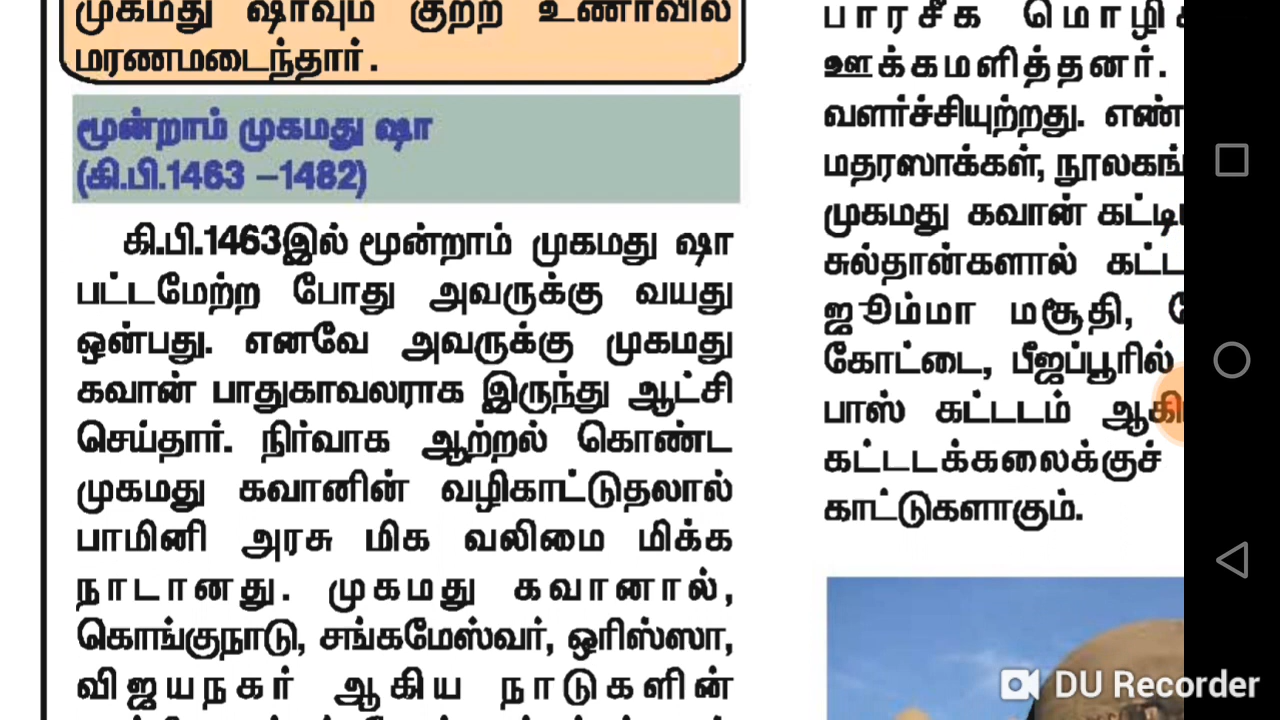 முகமது ஷாவும் குற்ற உணர்வில்
மரணமடைந்தார்.
மூன்றாம் முகமது ஷா
(கி.பி.1463 –1482)
கி.பி.1463இல் மூன்றாம் முகமது ஷா
பட்டமேற்ற போது அவருக்கு வயது
ஒன்பது. எனவே அவருக்கு முகமது
கவான் பாதுகாவலராக இருந்து ஆட்சி
செய்தார். நிர்வாக ஆற்றல் கொண்ட
முகமது கவானின் வழிகாட்டுதலால்
பாமினி அரசு மிக வலிமை மிக்க
நாடானது. முகமது கவானால்,
கொங்குநாடு, சங்கமேஸ்வர், ஒரிஸ்ஸா,
விஜயநகர் ஆகிய நாடுகளின்
பாரசீக
ஊக்கமளித்தனர்.
வளர்ச்சியுற்றது. எண்
மதரஸாக்கள், நூலகங்
முகமது கவான் கட்டி
சுல்தான்களால் கட்ட
ஜூம்மா மசூதி,
கோட்டை, பீஜப்பூரில்
பாஸ் கட்டடம் ஆகி
கட்டடக்கலைக்குச்
காட்டுகளாகும்.
DU Recorder